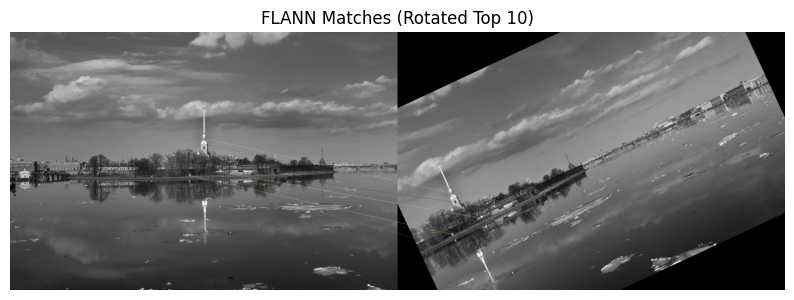 FLANN Matches (Rotated Top 10)